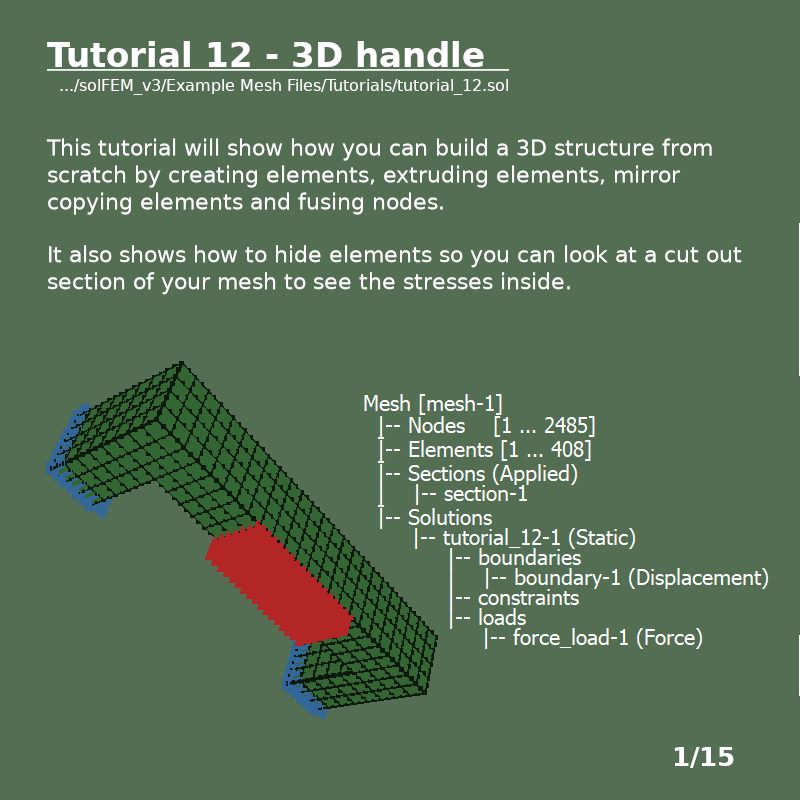 Tutorial 12 - 3D handle
.../solFEM_v3/Example Mesh Files/Tutorials/tutorial_12.sol
This tutorial will show how you can build a 3D structure from
scratch by creating elements, extruding elements, mirror
copying elements and fusing nodes.
It also shows how to hide elements so you can look at a cut out
section of your mesh to see the stresses inside.
Mesh [mesh-1]
|-- Nodes [1 ... 2485]
|-- Elements [1 ... 408]
|-- Sections (Applied)
| |-- section-1
|-- Solutions
|-- tutorial_12-1 (Static)
|-- boundaries
| |-- boundary-1 (Displacement)
|-- constraints
|-- loads
|-- force_load-1 (Force)
1/15